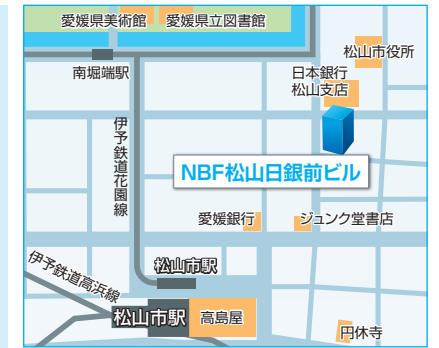 愛媛県美術館
愛媛県立図書館
松山市役所
南堀端駅
日本銀行
松山支店
伊予鉄道花園線
NBF松山日銀前ビル
愛媛銀行
ジュンク堂書店
伊予鉄道高浜線
松山市駅
松山市駅
高島屋
円休寺